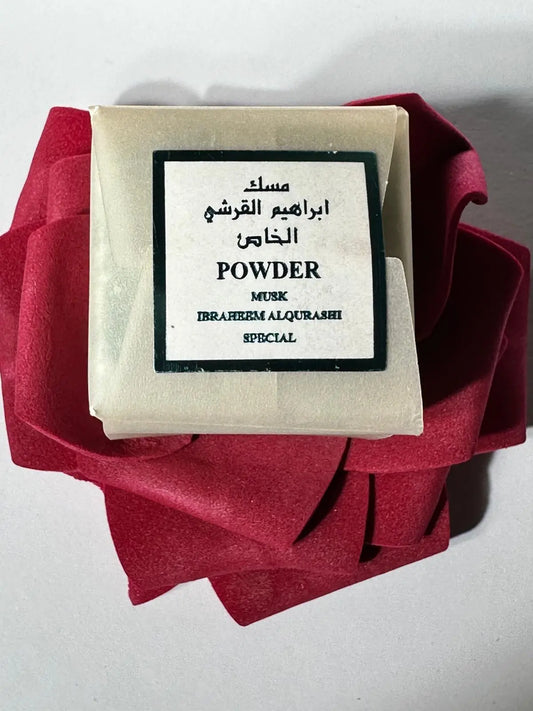 مسك
ابراهيم القرشي
الخاص
POWDER
MUSK
IBRAHEEM ALQURASHI
SPECIAL